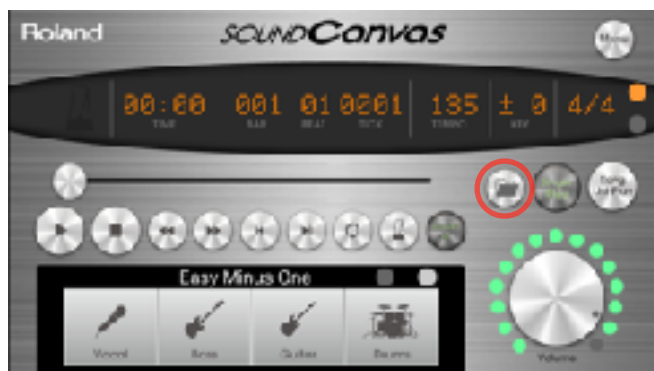 Roland
SOUND Canvas
Menu
00:00 001 01 0001 135 ± 0 4/4
TIME BAR BEAT TICK TEMPO KEY
Easy Minus One
Vocal Bass Guitar Drums
Volume